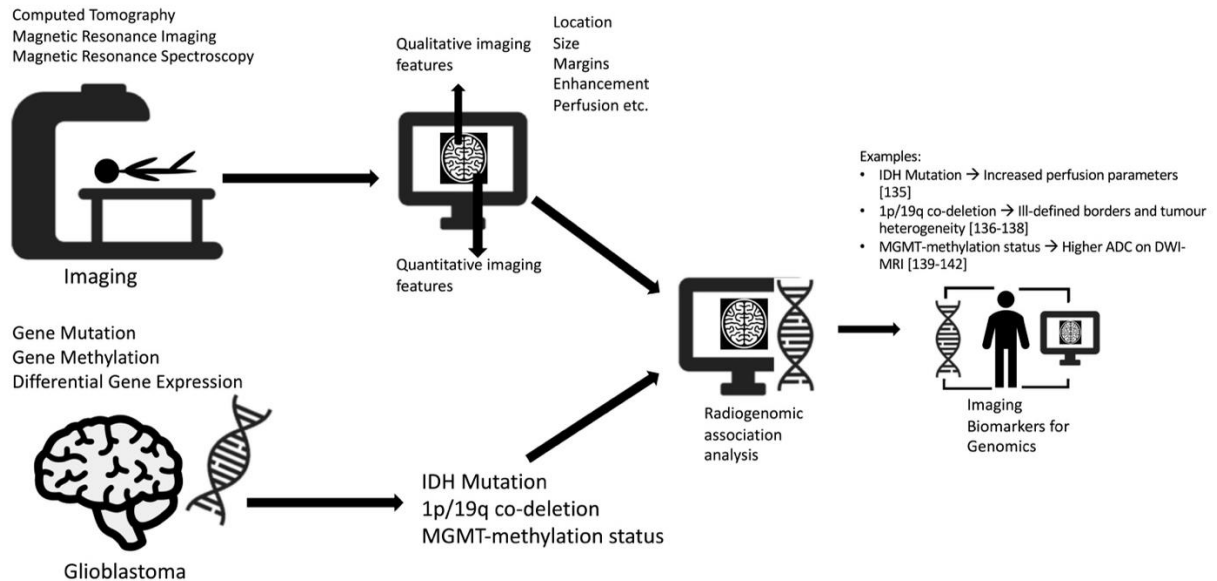 Computed Tomography
Magnetic Resonance Imaging
Magnetic Resonance Spectroscopy
Imaging
Qualitative imaging
features
Location
Size
Margins
Enhancement
Perfusion etc.
Quantitative imaging
features
Gene Mutation
Gene Methylation
Differential Gene Expression
Glioblastoma
IDH Mutation
1p/19q co-deletion
MGMT-methylation status
Radiogenomic
association
analysis
Examples:
• IDH Mutation → Increased perfusion parameters
[135]
• 1p/19q co-deletion → Ill-defined borders and tumour
heterogeneity [136-138]
• MGMT-methylation status → Higher ADC on DWI-
MRI [139-142]
Imaging
Biomarkers for
Genomics